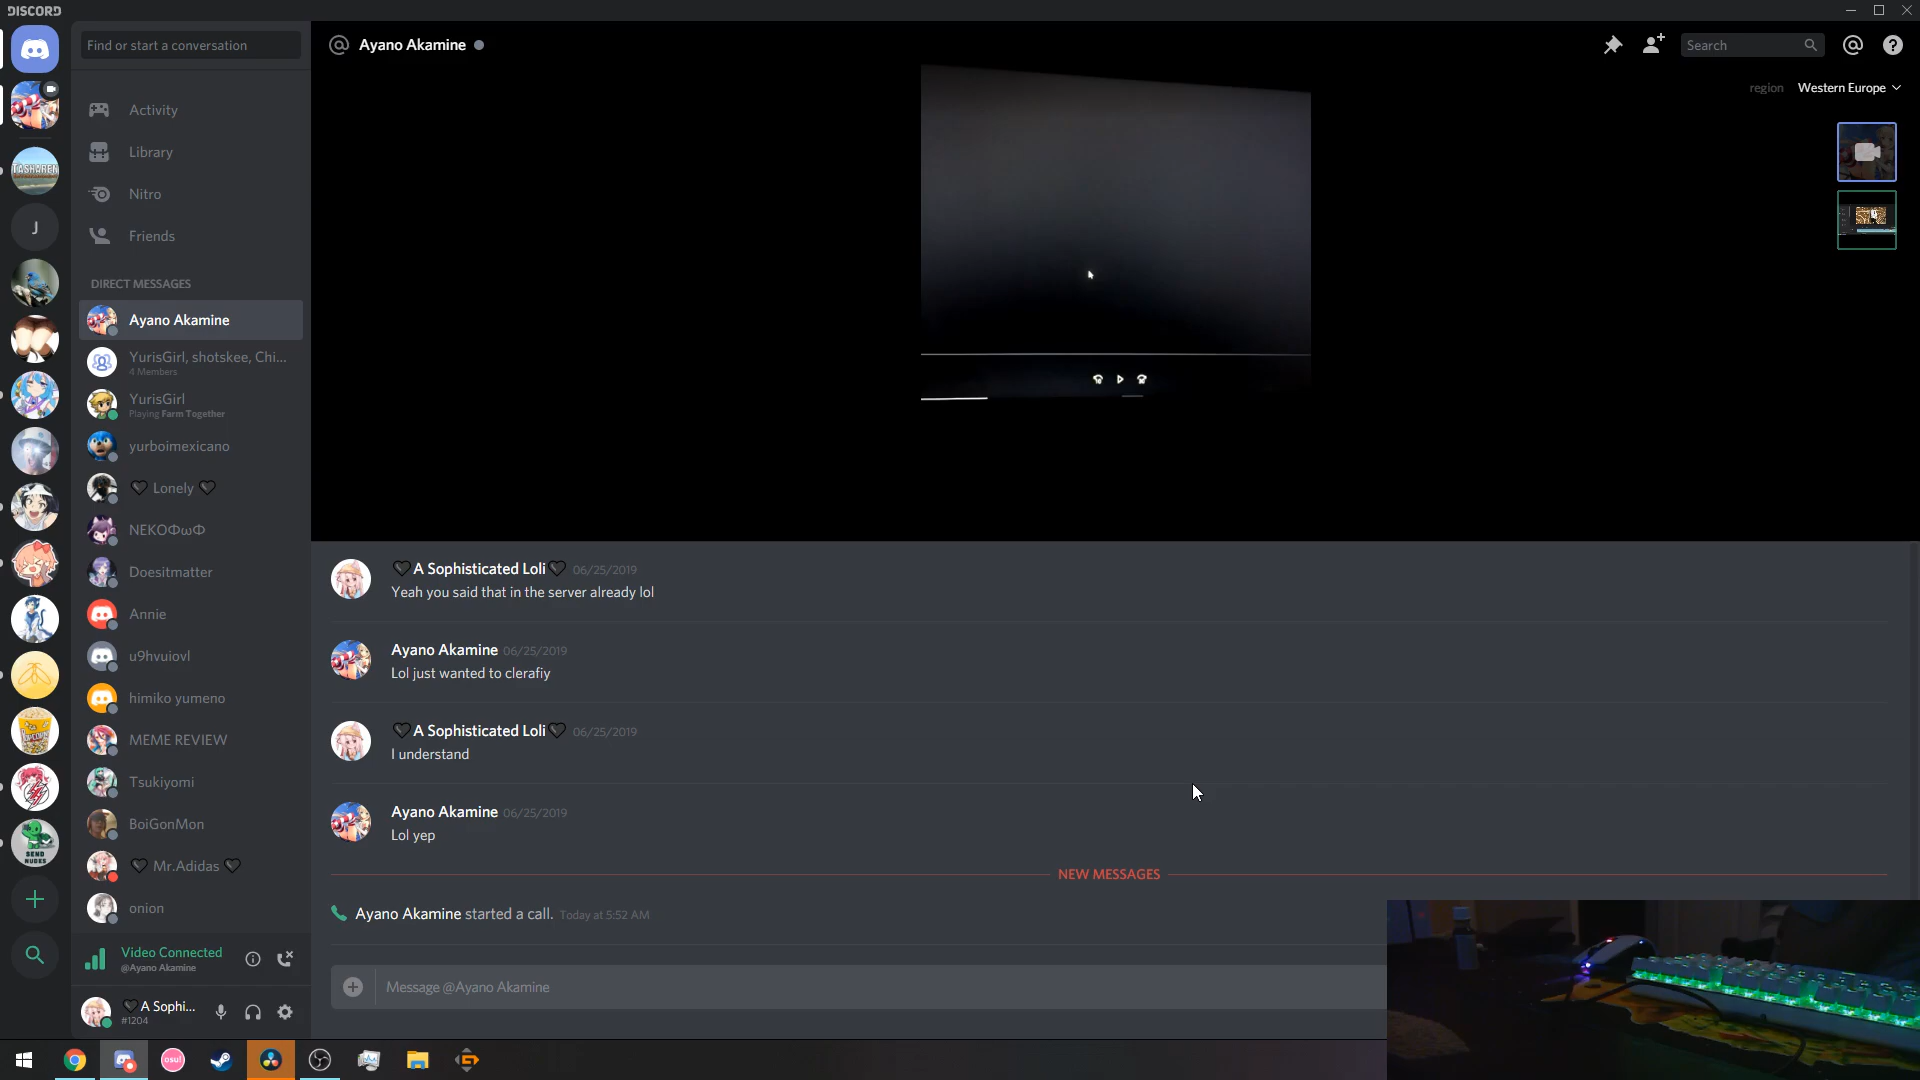 DISCORD
Find or start a conversation
Ayano Akamine
Search
region Western Europe
Activity
Library
Nitro
Friends
DIRECT MESSAGES
Ayano Akamine
YurisGirl, shotskee, Chi...
4 Members
YurisGirl
Playing Farm Together
yurboimexicano
🖤 Lonely 🖤
NEKOΦωΦ
Doesitmatter
Annie
u9hvuiovl
himiko yumeno
MEME REVIEW
Tsukiyomi
BoiGonMon
🖤 Mr.Adidas 🖤
onion
Video Connected
@Ayano Akamine
🖤A Sophi...
#1204
TASHAREN
J
SEND
NUDES
🖤A Sophisticated Loli🖤 06/25/2019
Yeah you said that in the server already lol
Ayano Akamine 06/25/2019
Lol just wanted to clerafiy
🖤A Sophisticated Loli🖤 06/25/2019
I understand
Ayano Akamine 06/25/2019
Lol yep
NEW MESSAGES
Ayano Akamine started a call. Today at 5:52 AM
Message @Ayano Akamine
osu!